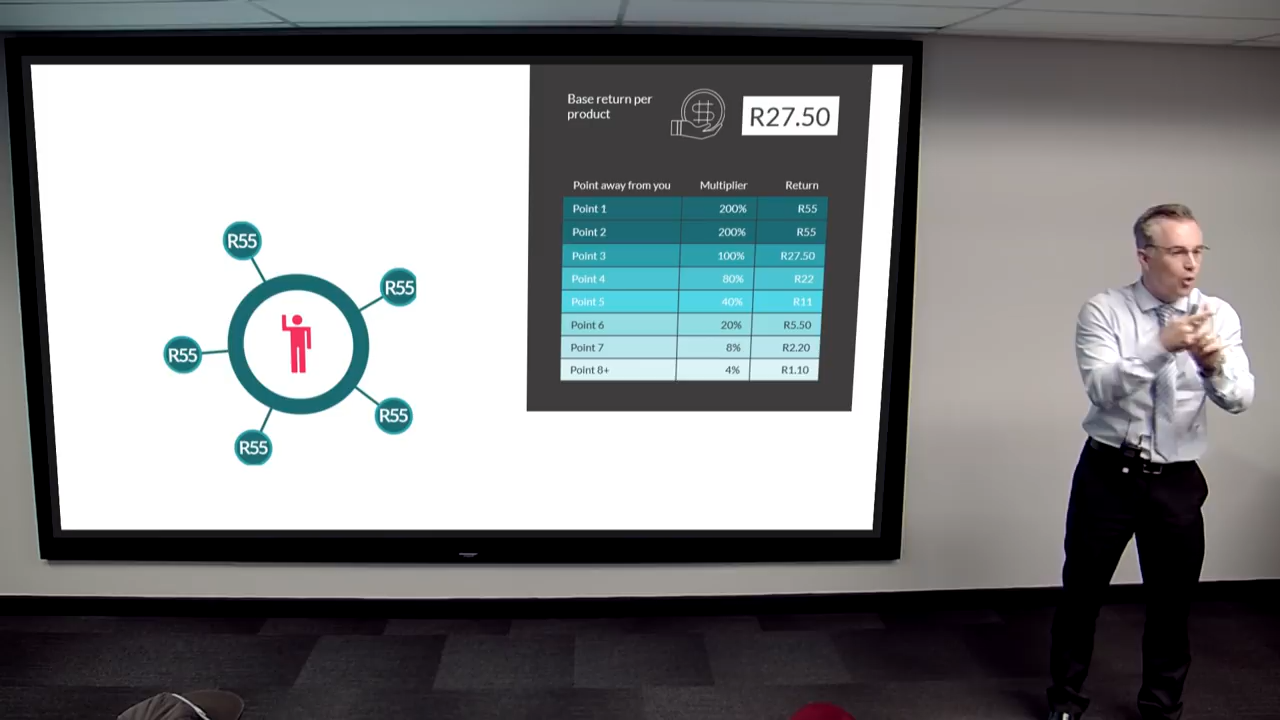 Base return per
product
R27.50
Point away from you Multiplier Return
Point 1 200% R55
Point 2 200% R55
Point 3 100% R27.50
Point 4 80% R22
Point 5 40% R11
Point 6 20% R5.50
Point 7 8% R2.20
Point 8+ 4% R1.10
R55
R55
R55
R55
R55